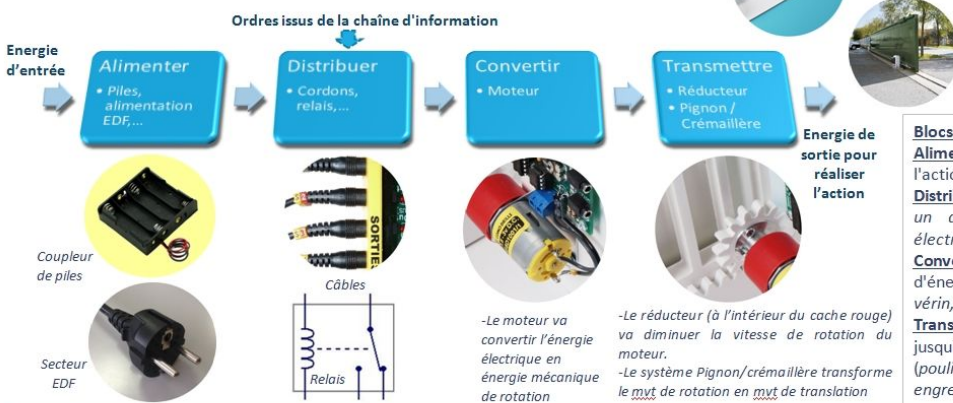 Ordres issus de la chaîne d'information
Energie
d'entrée
Alimenter
• Piles,
alimentation
EDF,...
Distribuer
• Cordons,
relais,...
Convertir
• Moteur
Transmettre
• Réducteur
• Pignon /
Crémaillère
Energie de
sortie pour
réaliser
l'action
Coupleur
de piles
Secteur
EDF
SORTIE
Câbles
Relais
-Le moteur va
convertir l'énergie
électrique en
énergie mécanique
de rotation
-Le réducteur (à l'intérieur du cache rouge)
va diminuer la vitesse de rotation du
moteur.
-Le système Pignon/crémaillère transforme
le mvt de rotation en mvt de translation
Blocs
Alime
l'actio
Distri
un
électr
Conve
d'éne
vérin,
Trans
jusqu
(pouli
engre